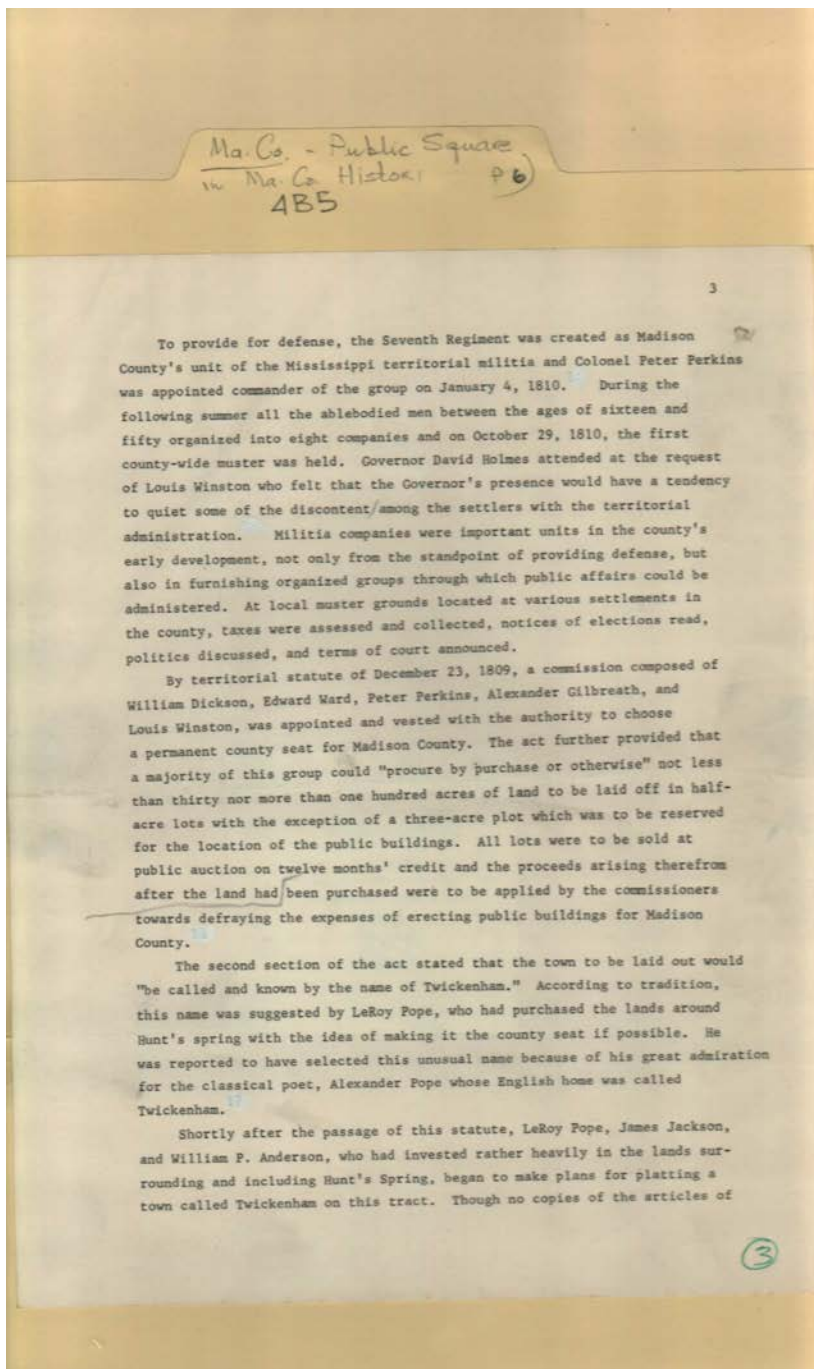 Ma. Co. - Public Square
in Ma. Co. Histori P 6)
4B5
3
To provide for defense, the Seventh Regiment was created as Madison
County's unit of the Mississippi territorial militia and Colonel Peter Perkins
was appointed commander of the group on January 4, 1810. During the
following summer all the ablebodied men between the ages of sixteen and
fifty organized into eight companies and on October 29, 1810, the first
county-wide muster was held. Governor David Holmes attended at the request
of Louis Winston who felt that the Governor's presence would have a tendency
to quiet some of the discontent/among the settlers with the territorial
administration. Militia companies were important units in the county's
early development, not only from the standpoint of providing defense, but
also in furnishing organized groups through which public affairs could be
administered. At local muster grounds located at various settlements in
the county, taxes were assessed and collected, notices of elections read,
politics discussed, and terms of court announced.
By territorial statute of December 23, 1809, a commission composed of
William Dickson, Edward Ward, Peter Perkins, Alexander Gilbreath, and
Louis Winston, was appointed and vested with the authority to choose
a permanent county seat for Madison County. The act further provided that
a majority of this group could "procure by purchase or otherwise" not less
than thirty nor more than one hundred acres of land to be laid off in half-
acre lots with the exception of a three-acre plot which was to be reserved
for the location of the public buildings. All lots were to be sold at
public auction on twelve months' credit and the proceeds arising therefrom
after the land had been purchased were to be applied by the commissioners
towards defraying the expenses of erecting public buildings for Madison
County.
The second section of the act stated that the town to be laid out would
"be called and known by the name of Twickenham." According to tradition,
this name was suggested by LeRoy Pope, who had purchased the lands around
Hunt's spring with the idea of making it the county seat if possible. He
was reported to have selected this unusual name because of his great admiration
for the classical poet, Alexander Pope whose English home was called
Twickenham. 17
Shortly after the passage of this statute, LeRoy Pope, James Jackson,
and William P. Anderson, who had invested rather heavily in the lands sur-
rounding and including Hunt's Spring, began to make plans for platting a
town called Twickenham on this tract. Though no copies of the articles of
3